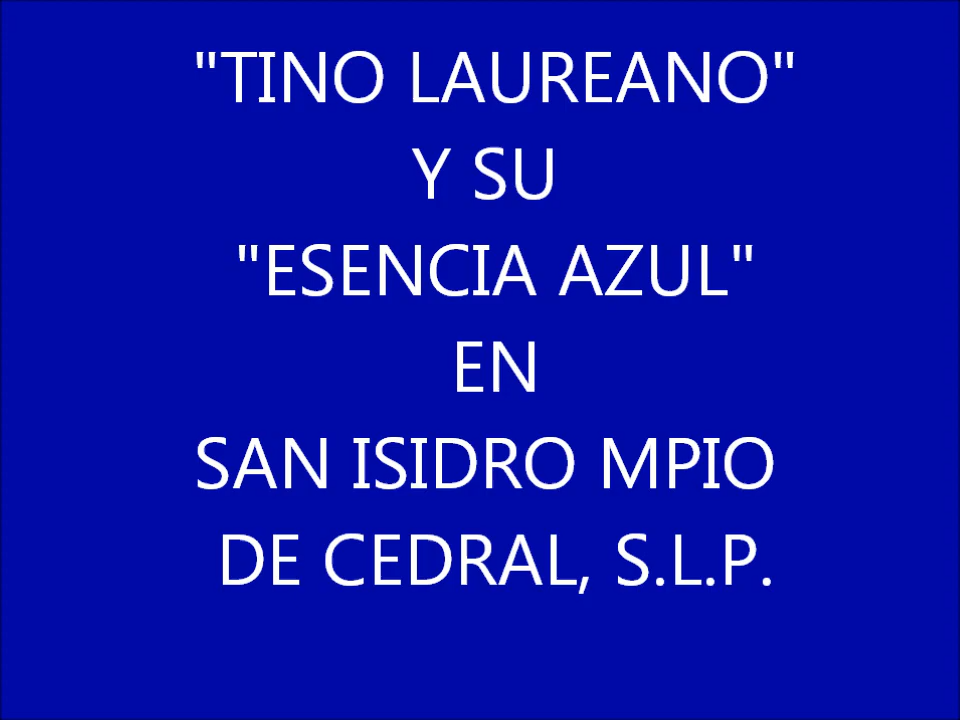 "TINO LAUREANO"
Y SU
"ESENCIA AZUL"
EN
SAN ISIDRO MPIO
DE CEDRAL, S.L.P.